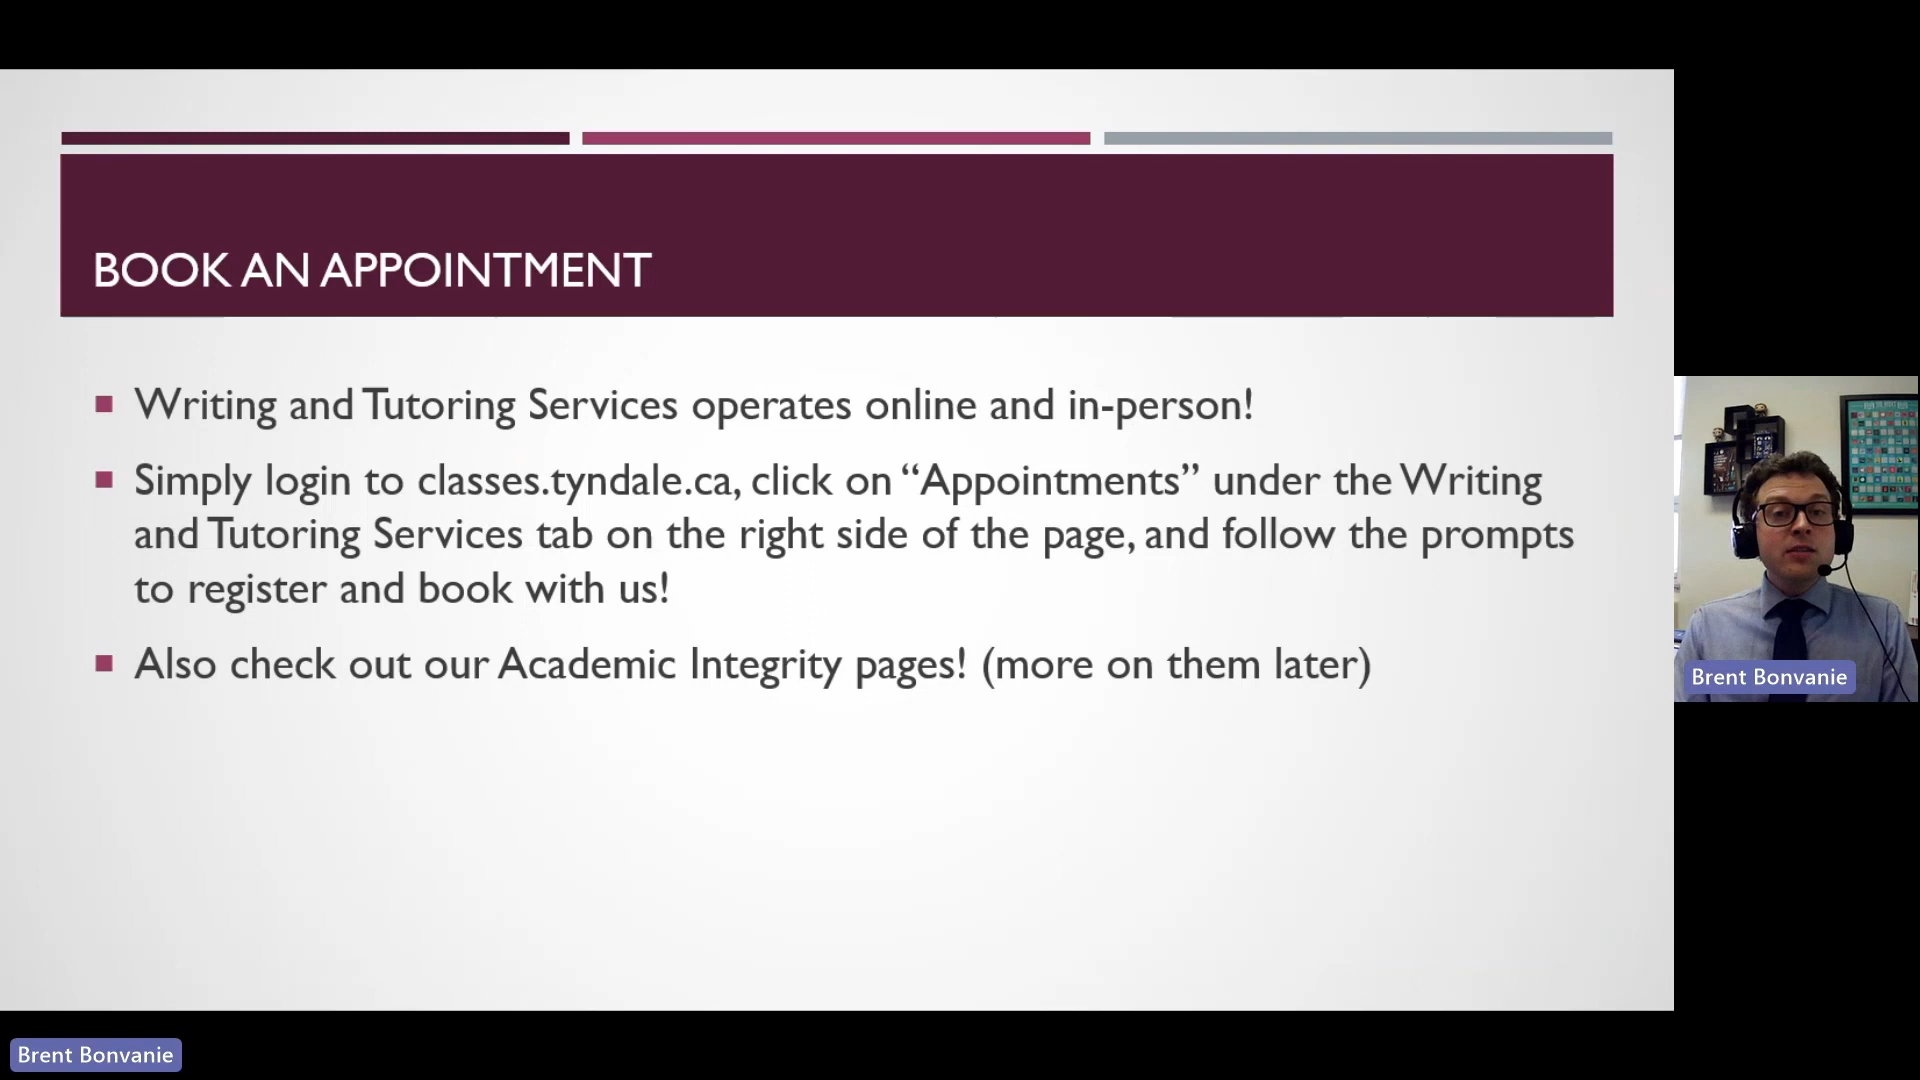 BOOK AN APPOINTMENT
Writing and Tutoring Services operates online and in-person!
Simply login to classes.tyndale.ca, click on “Appointments” under the Writing
and Tutoring Services tab on the right side of the page, and follow the prompts
to register and book with us!
Also check out our Academic Integrity pages! (more on them later)
Brent Bonvanie
Brent Bonvanie